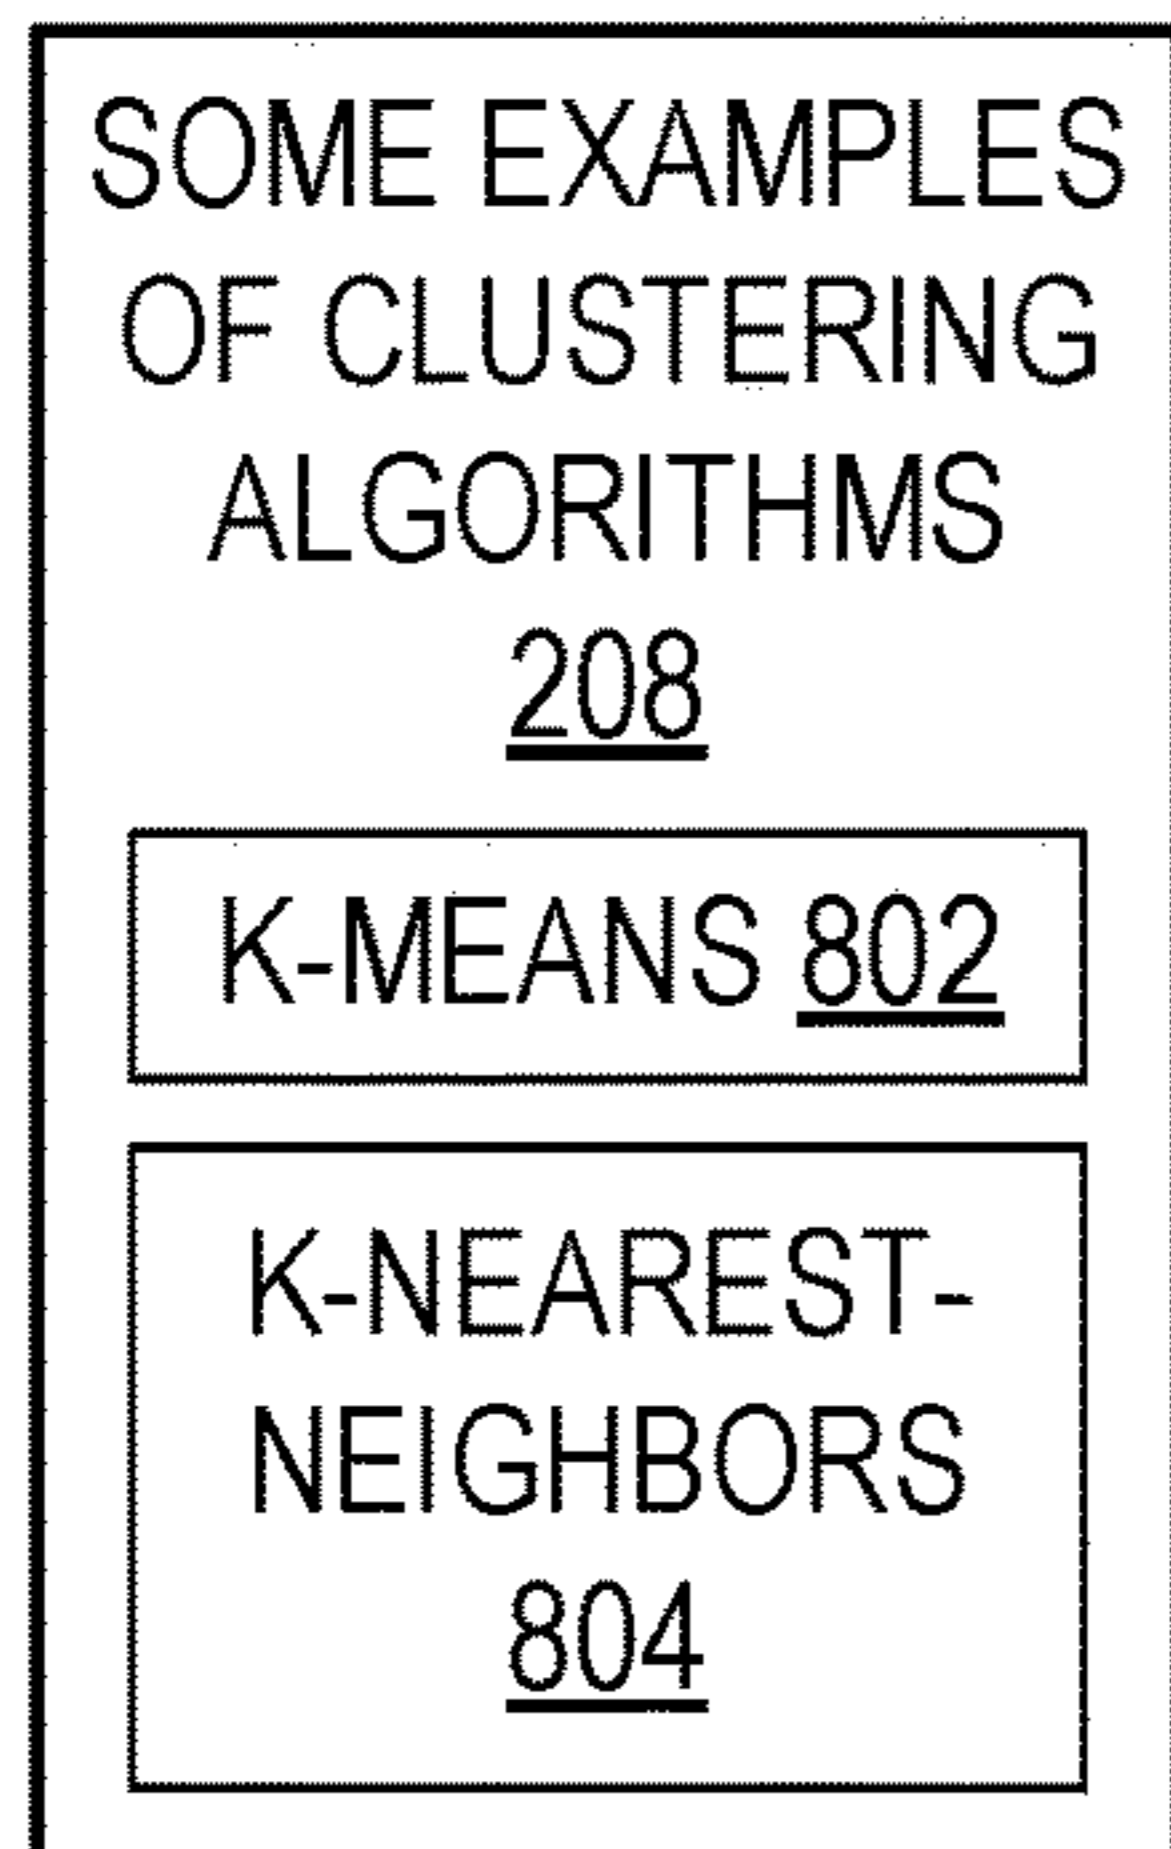 SOME EXAMPLES
OF CLUSTERING
ALGORITHMS
208
K-MEANS 802
K-NEAREST-
NEIGHBORS
804